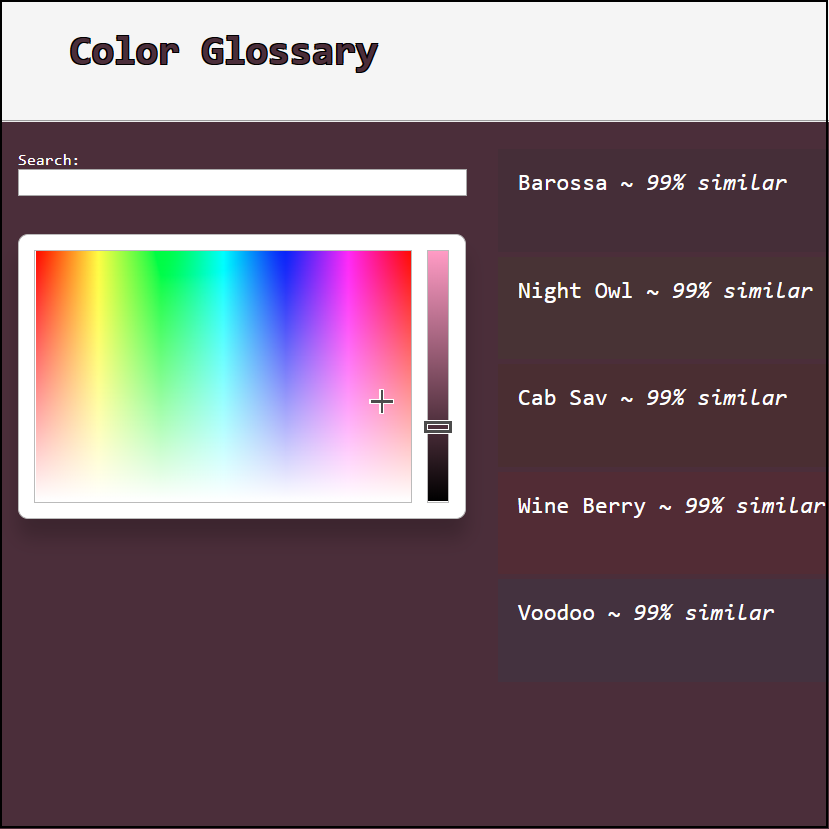 Color Glossary
Search:
Barossa ~ 99% similar
Night Owl ~ 99% similar
Cab Sav ~ 99% similar
Wine Berry ~ 99% similar
Voodoo ~ 99% similar